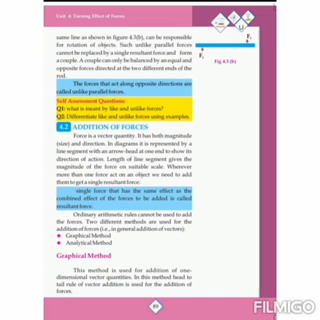 Unit 4: Turning Effect of Forces
same line as shown in figure 4.3(b), can be responsible
for rotation of objects. Such unlike parallel forces
cannot be replaced by a single resultant force and form
a couple. A couple can only be balanced by an equal and
opposite forces directed at the two different ends of the
rod.
The forces that act along opposite directions are
called unlike parallel forces.
Self Assessment Questions:
Q1: what is meant by like and unlike forces?
Q2: Differentiate like and unlike forces using examples.
4.2 ADDITION OF FORCES
Force is a vector quantity. It has both magnitude
(size) and direction. In diagrams it is represented by a
line segment with an arrow-head at one end to show its
direction of action. Length of line segment gives the
magnitude of the force on suitable scale. Wherever
more than one force act on an object we need to add
them to get a single resultant force.
single force that has the same effect as the
combined effect of the forces to be added is called
resultant force.
Ordinary arithmetic rules cannot be used to add
the forces. Two different methods are used for the
addition of forces (i.e., in general addition of vectors):
Graphical Method
Analytical Method
Graphical Method
This method is used for addition of one-
dimensional vector quantities. In this method head to
tail rule of vector addition is used for the addition of
forces.
F
F
Fig 4.3 (b)
FILMIGO